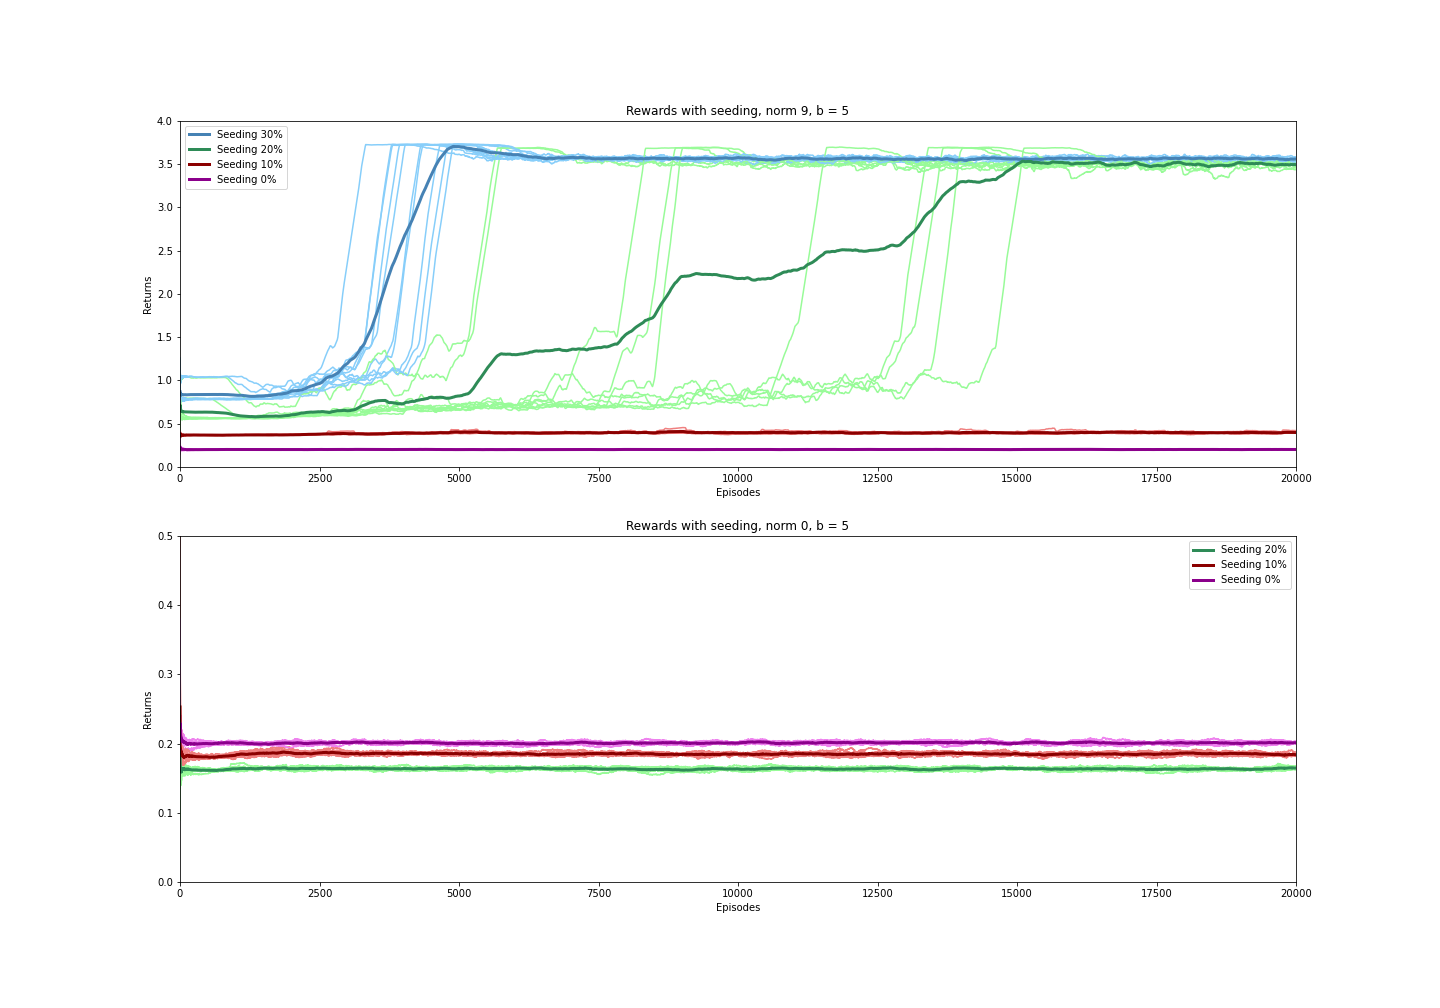 Rewards with seeding, norm 9, b = 5
4.0
3.5
3.0
2.5
2.0
1.5
1.0
0.5
0.0
Returns
Seeding 30%
Seeding 20%
Seeding 10%
Seeding 0%
0 2500 5000 7500 10000 12500 15000 17500 20000
Episodes
Rewards with seeding, norm 0, b = 5
0.5
0.4
0.3
0.2
0.1
0.0
Returns
Seeding 20%
Seeding 10%
Seeding 0%
0 2500 5000 7500 10000 12500 15000 17500 20000
Episodes